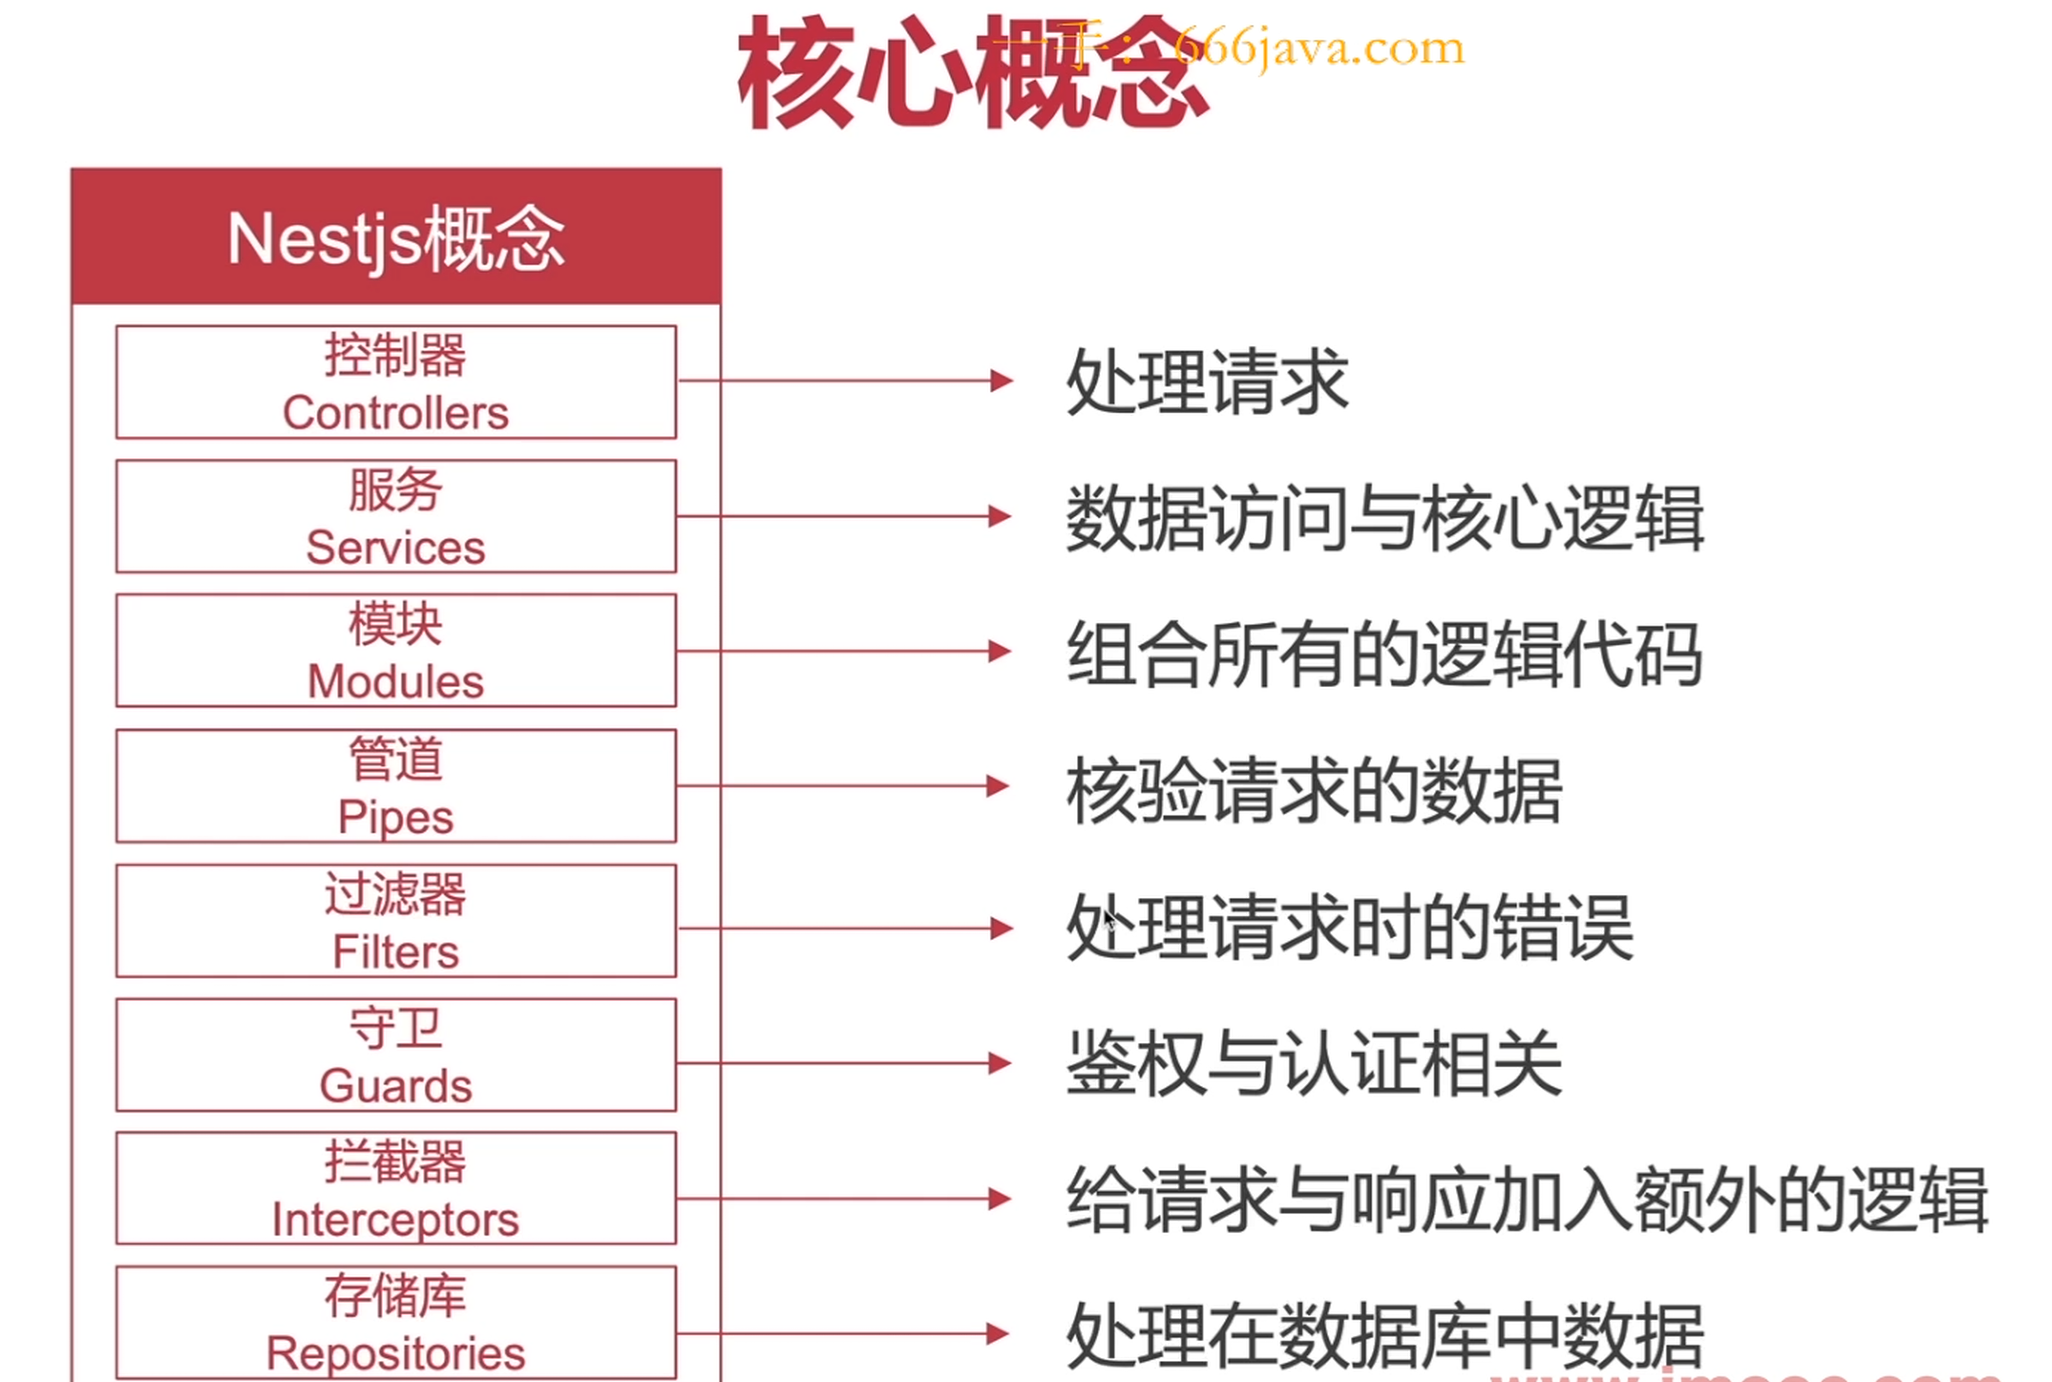 核心概念
一手：666java.com
Nestjs概念
控制器
Controllers
处理请求
服务
Services
数据访问与核心逻辑
模块
Modules
组合所有的逻辑代码
管道
Pipes
核验请求的数据
过滤器
Filters
处理请求时的错误
守卫
Guards
鉴权与认证相关
拦截器
Interceptors
给请求与响应加入额外的逻辑
存储库
Repositories
处理在数据库中数据